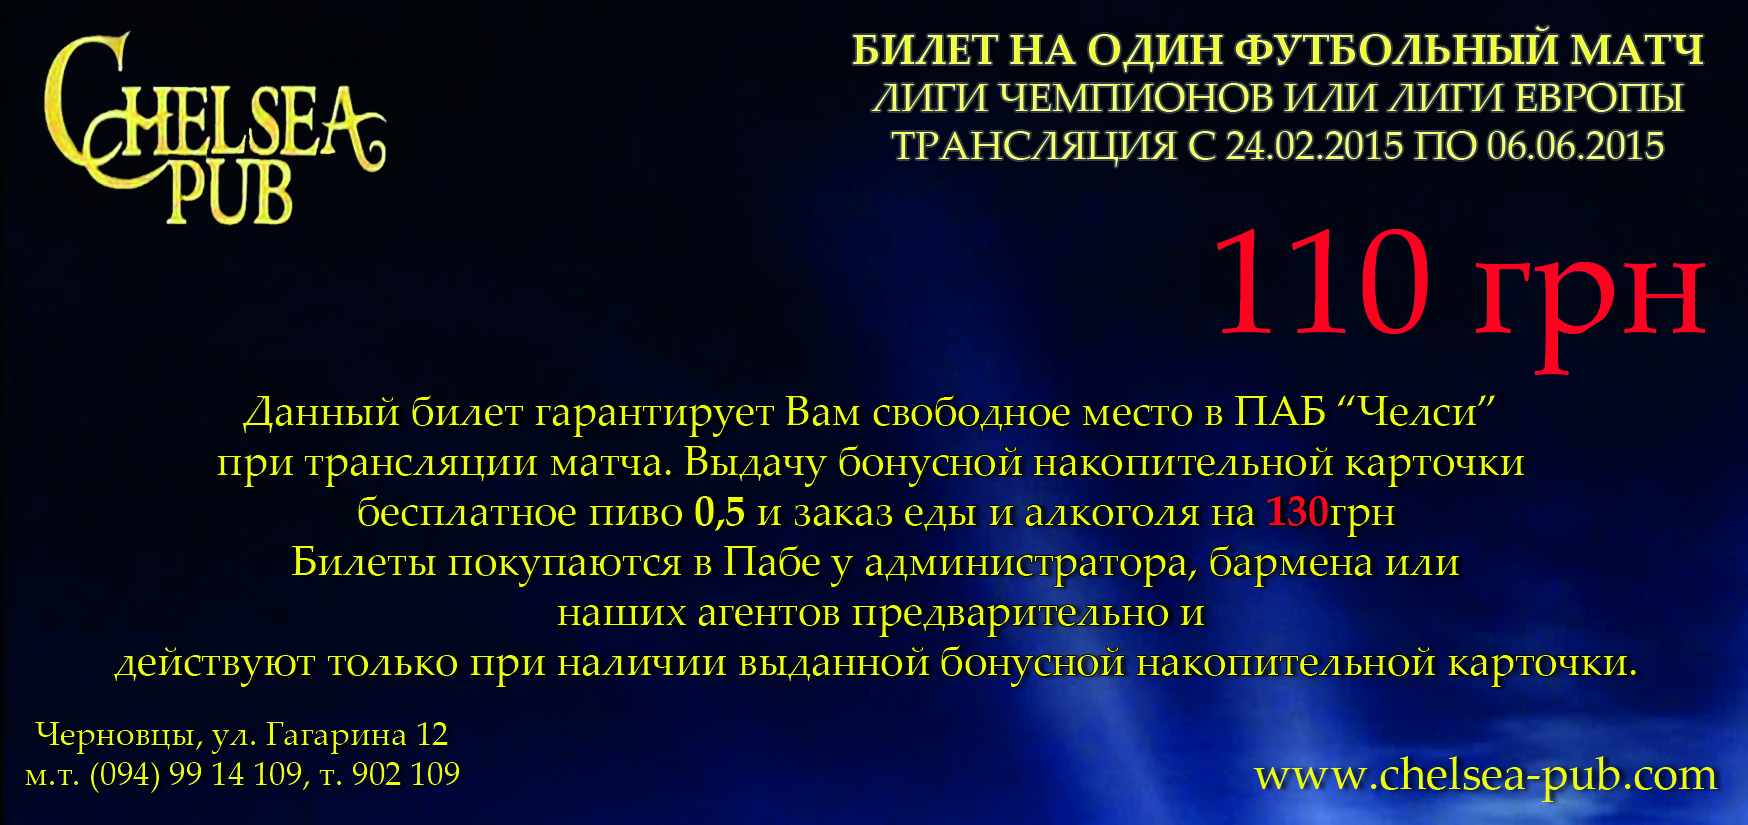 CHELSEA
PUB
БИЛЕТ НА ОДИН ФУТБОЛЬНЫЙ МАТЧ
ЛИГИ ЧЕМПИОНОВ ИЛИ ЛИГИ ЕВРОПЫ
ТРАНСЛЯЦИЯ С 24.02.2015 ПО 06.06.2015
110 грн
Данный билет гарантирует Вам свободное место в ПАБ “Челси”
при трансляции матча. Выдачу бонусной накопительной карточки
бесплатное пиво 0,5 и заказ еды и алкоголя на 130грн
Билеты покупаются в Пабе у администратора, бармена или
наших агентов предварительно и
действуют только при наличии выданной бонусной накопительной карточки.
Черновцы, ул. Гагарина 12
м.т. (094) 99 14 109, т. 902 109
www.chelsea-pub.com